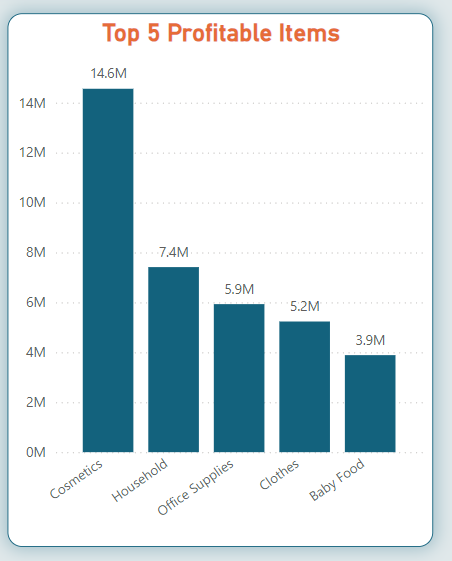 Top 5 Profitable Items
14.6M
14M
12M
10M
8M
7.4M
6M
5.9M
5.2M
4M
3.9M
2M
0M
Cosmetics
Household
Office Supplies
Clothes
Baby Food